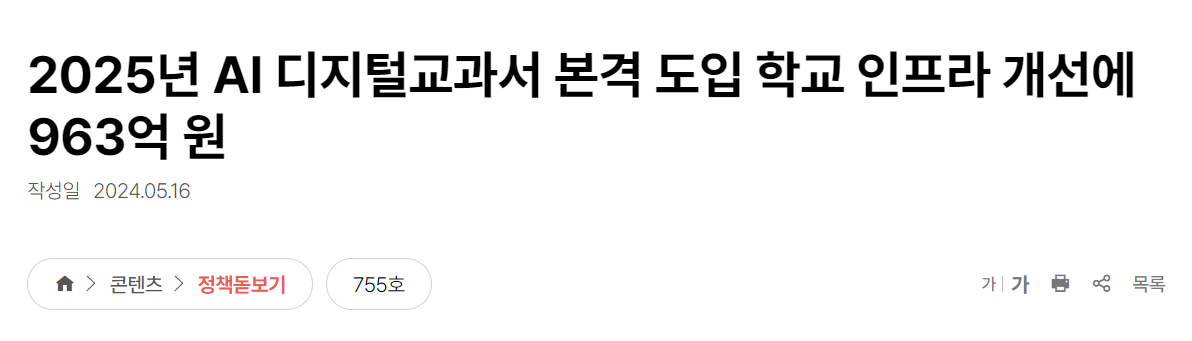 2025년 AI 디지털교과서 본격 도입 학교 인프라 개선에
963억 원
작성일 2024.05.16
콘텐츠 정책돋보기 755호 가 가 목록